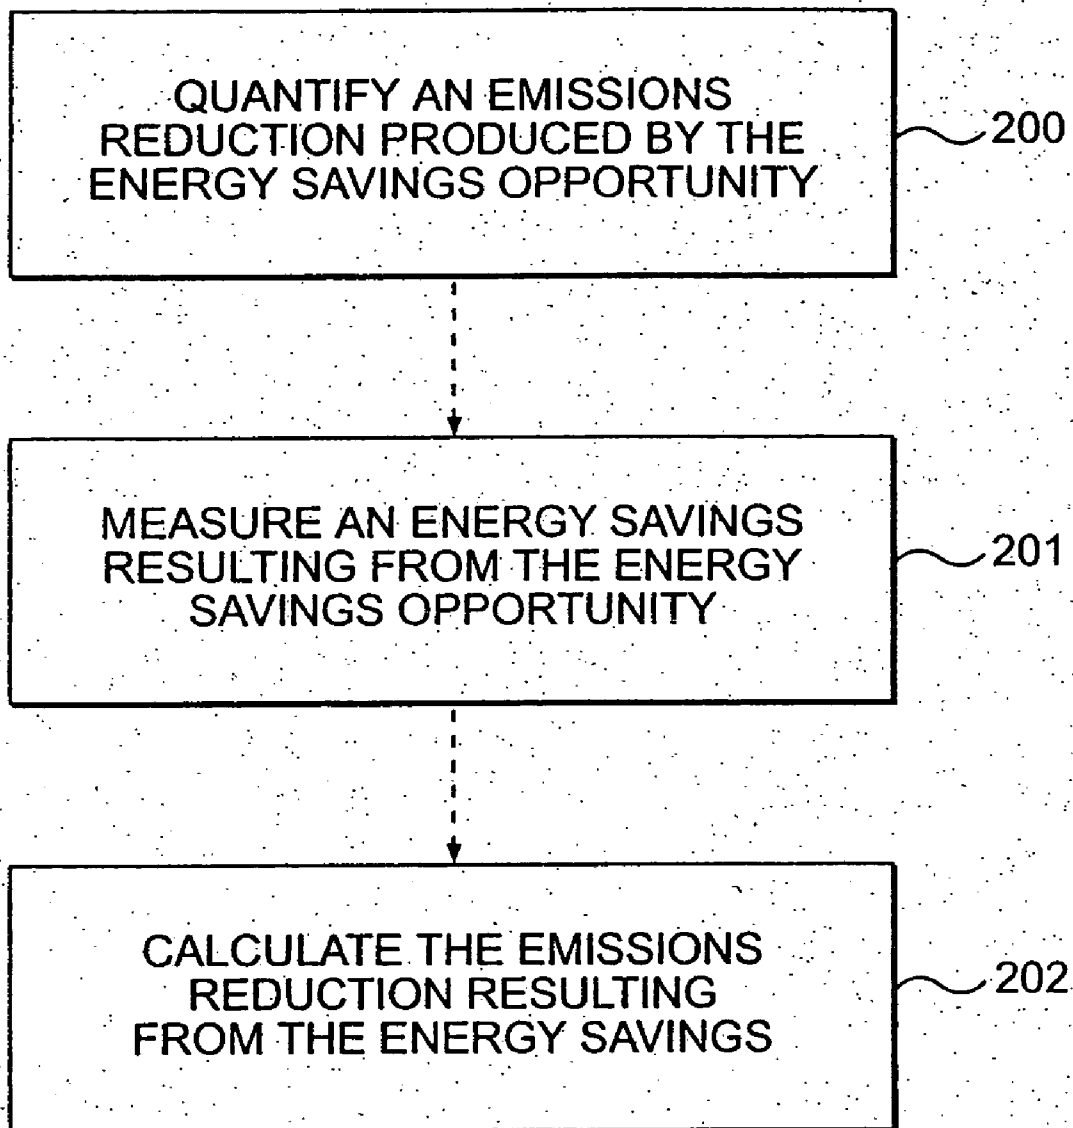 QUANTIFY AN EMISSIONS
REDUCTION PRODUCED BY THE
ENERGY SAVINGS OPPORTUNITY
200
MEASURE AN ENERGY SAVINGS
RESULTING FROM THE ENERGY
SAVINGS OPPORTUNITY
201
CALCULATE THE EMISSIONS
REDUCTION RESULTING
FROM THE ENERGY SAVINGS
202